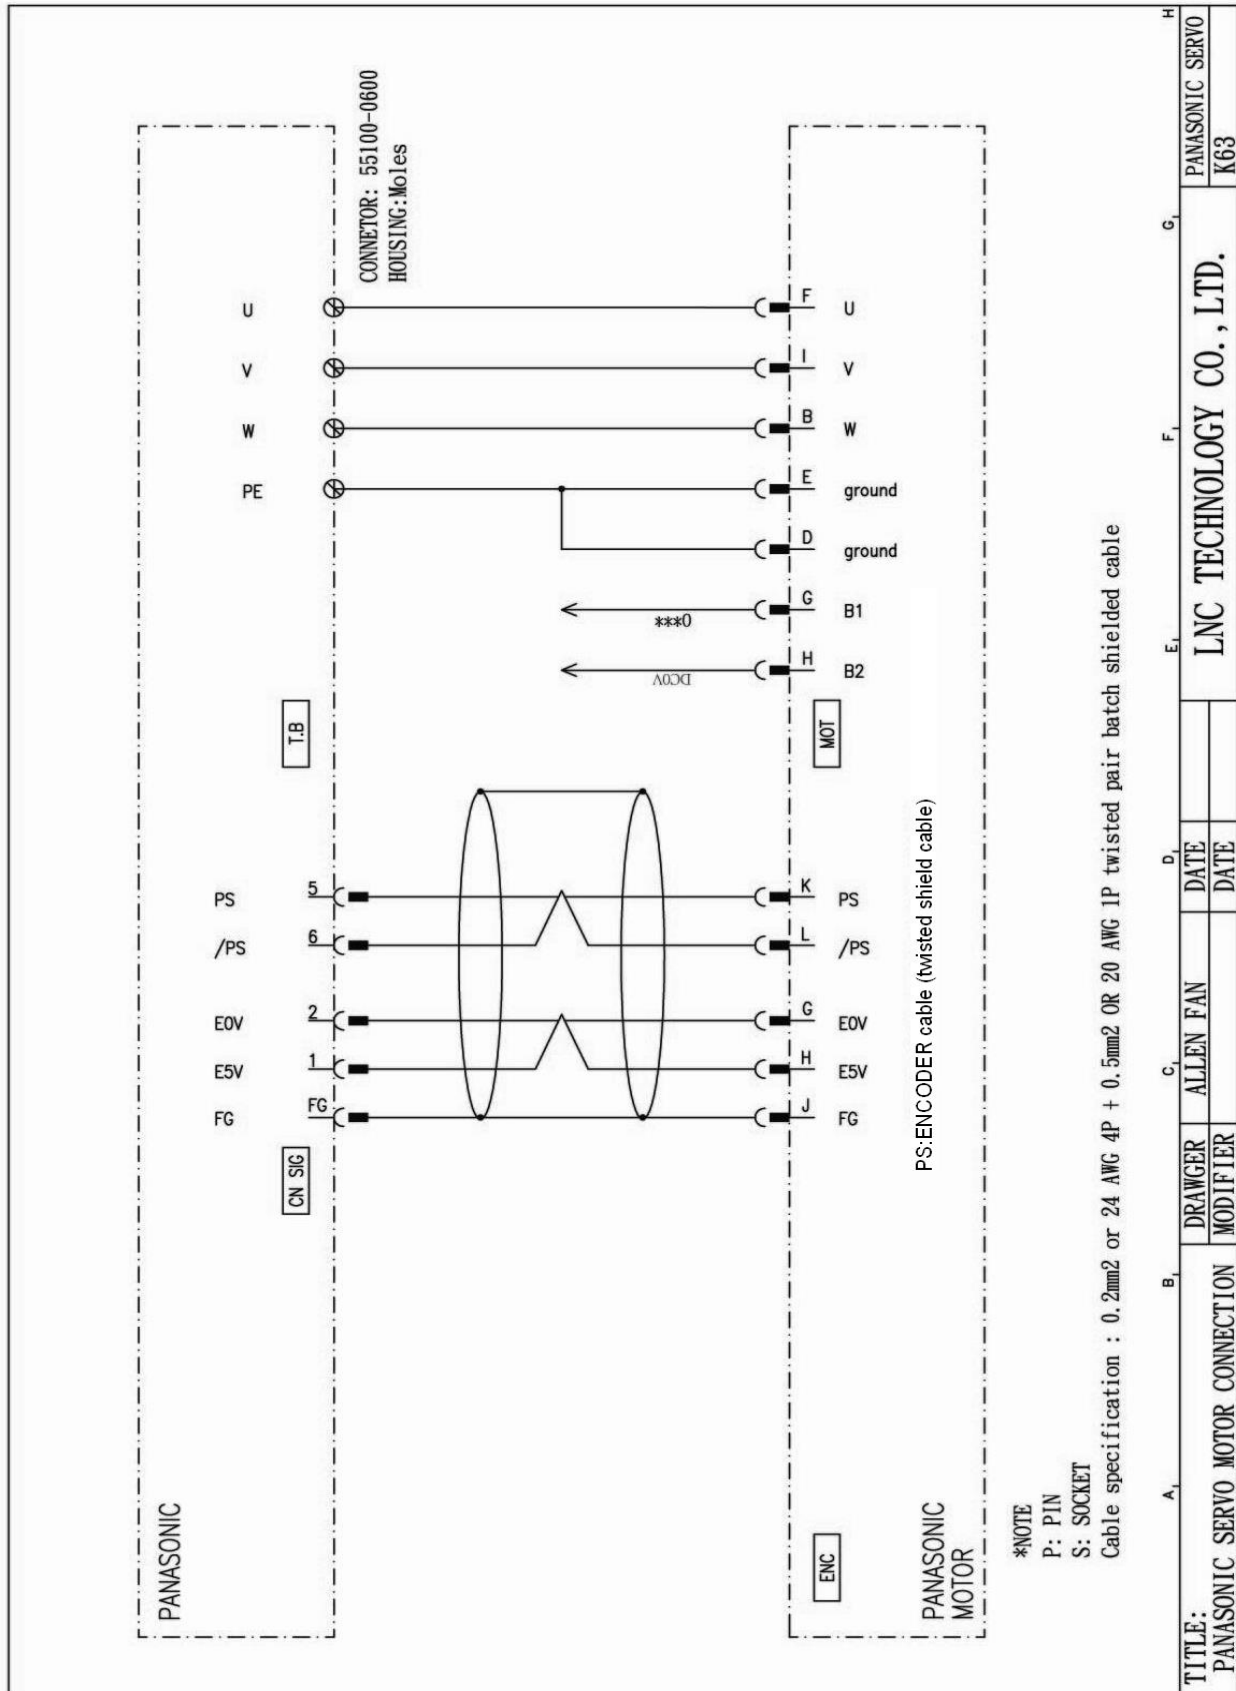 PANASONIC
CN SIG
T.B
FG
E5V
E0V
/PS
PS
PE
W
V
U
FG
1
2
6
5
CONNETOR: 55100-0600
HOUSING:Moles
DC0V
0***
J
H
G
L
K
H
G
D
E
B
I
F
FG
E5V
E0V
/PS
PS
B2
B1
ground
ground
W
V
U
ENC
MOT
PANASONIC
MOTOR
PS:ENCODER cable (twisted shield cable)
*NOTE
P: PIN
S: SOCKET
Cable specification : 0.2mm2 or 24 AWG 4P + 0.5mm2 OR 20 AWG 1P twisted pair batch shielded cable
A
B
C
D
E
F
G
H
TITLE:
PANASONIC SERVO MOTOR CONNECTION
DRAWGER
ALLEN FAN
DATE
MODIFIER
DATE
LNC TECHNOLOGY CO.,LTD.
PANASONIC SERVO
K63